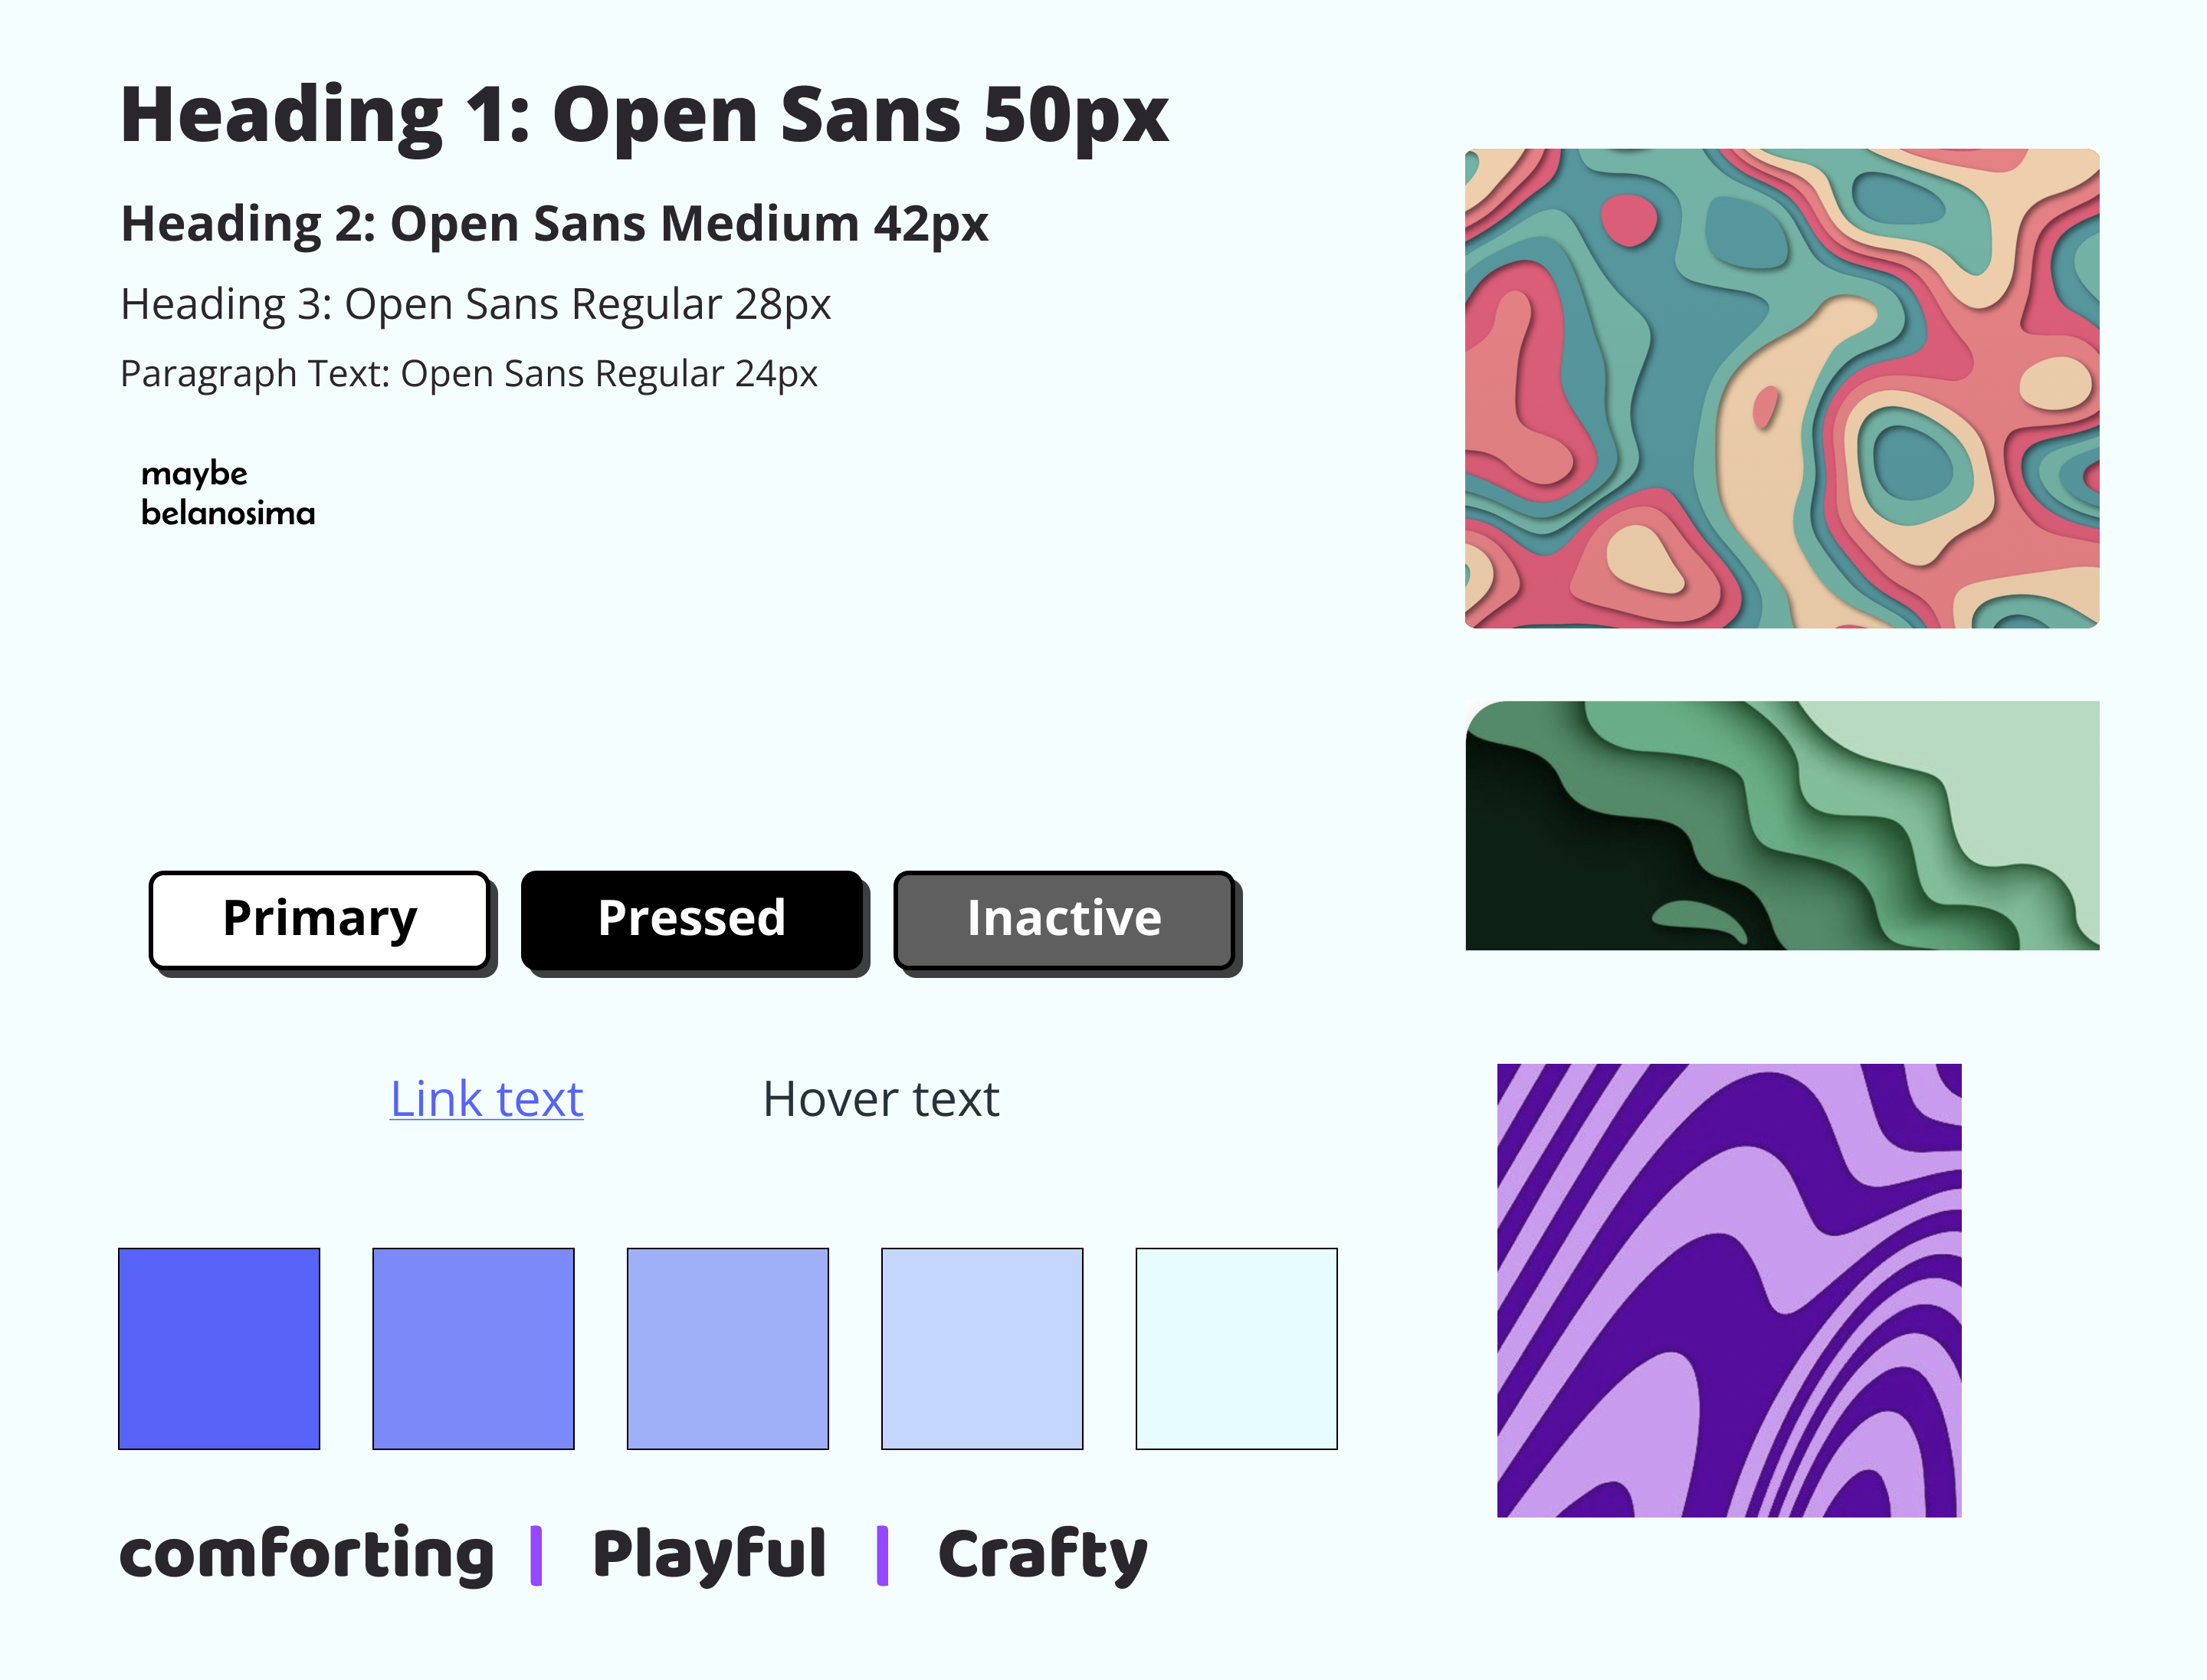 Heading 1: Open Sans 50px
Heading 2: Open Sans Medium 42px
Heading 3: Open Sans Regular 28px
Paragraph Text: Open Sans Regular 24px
maybe
belanosima
Primary
Pressed
Inactive
Link text
Hover text
comforting | Playful | Crafty